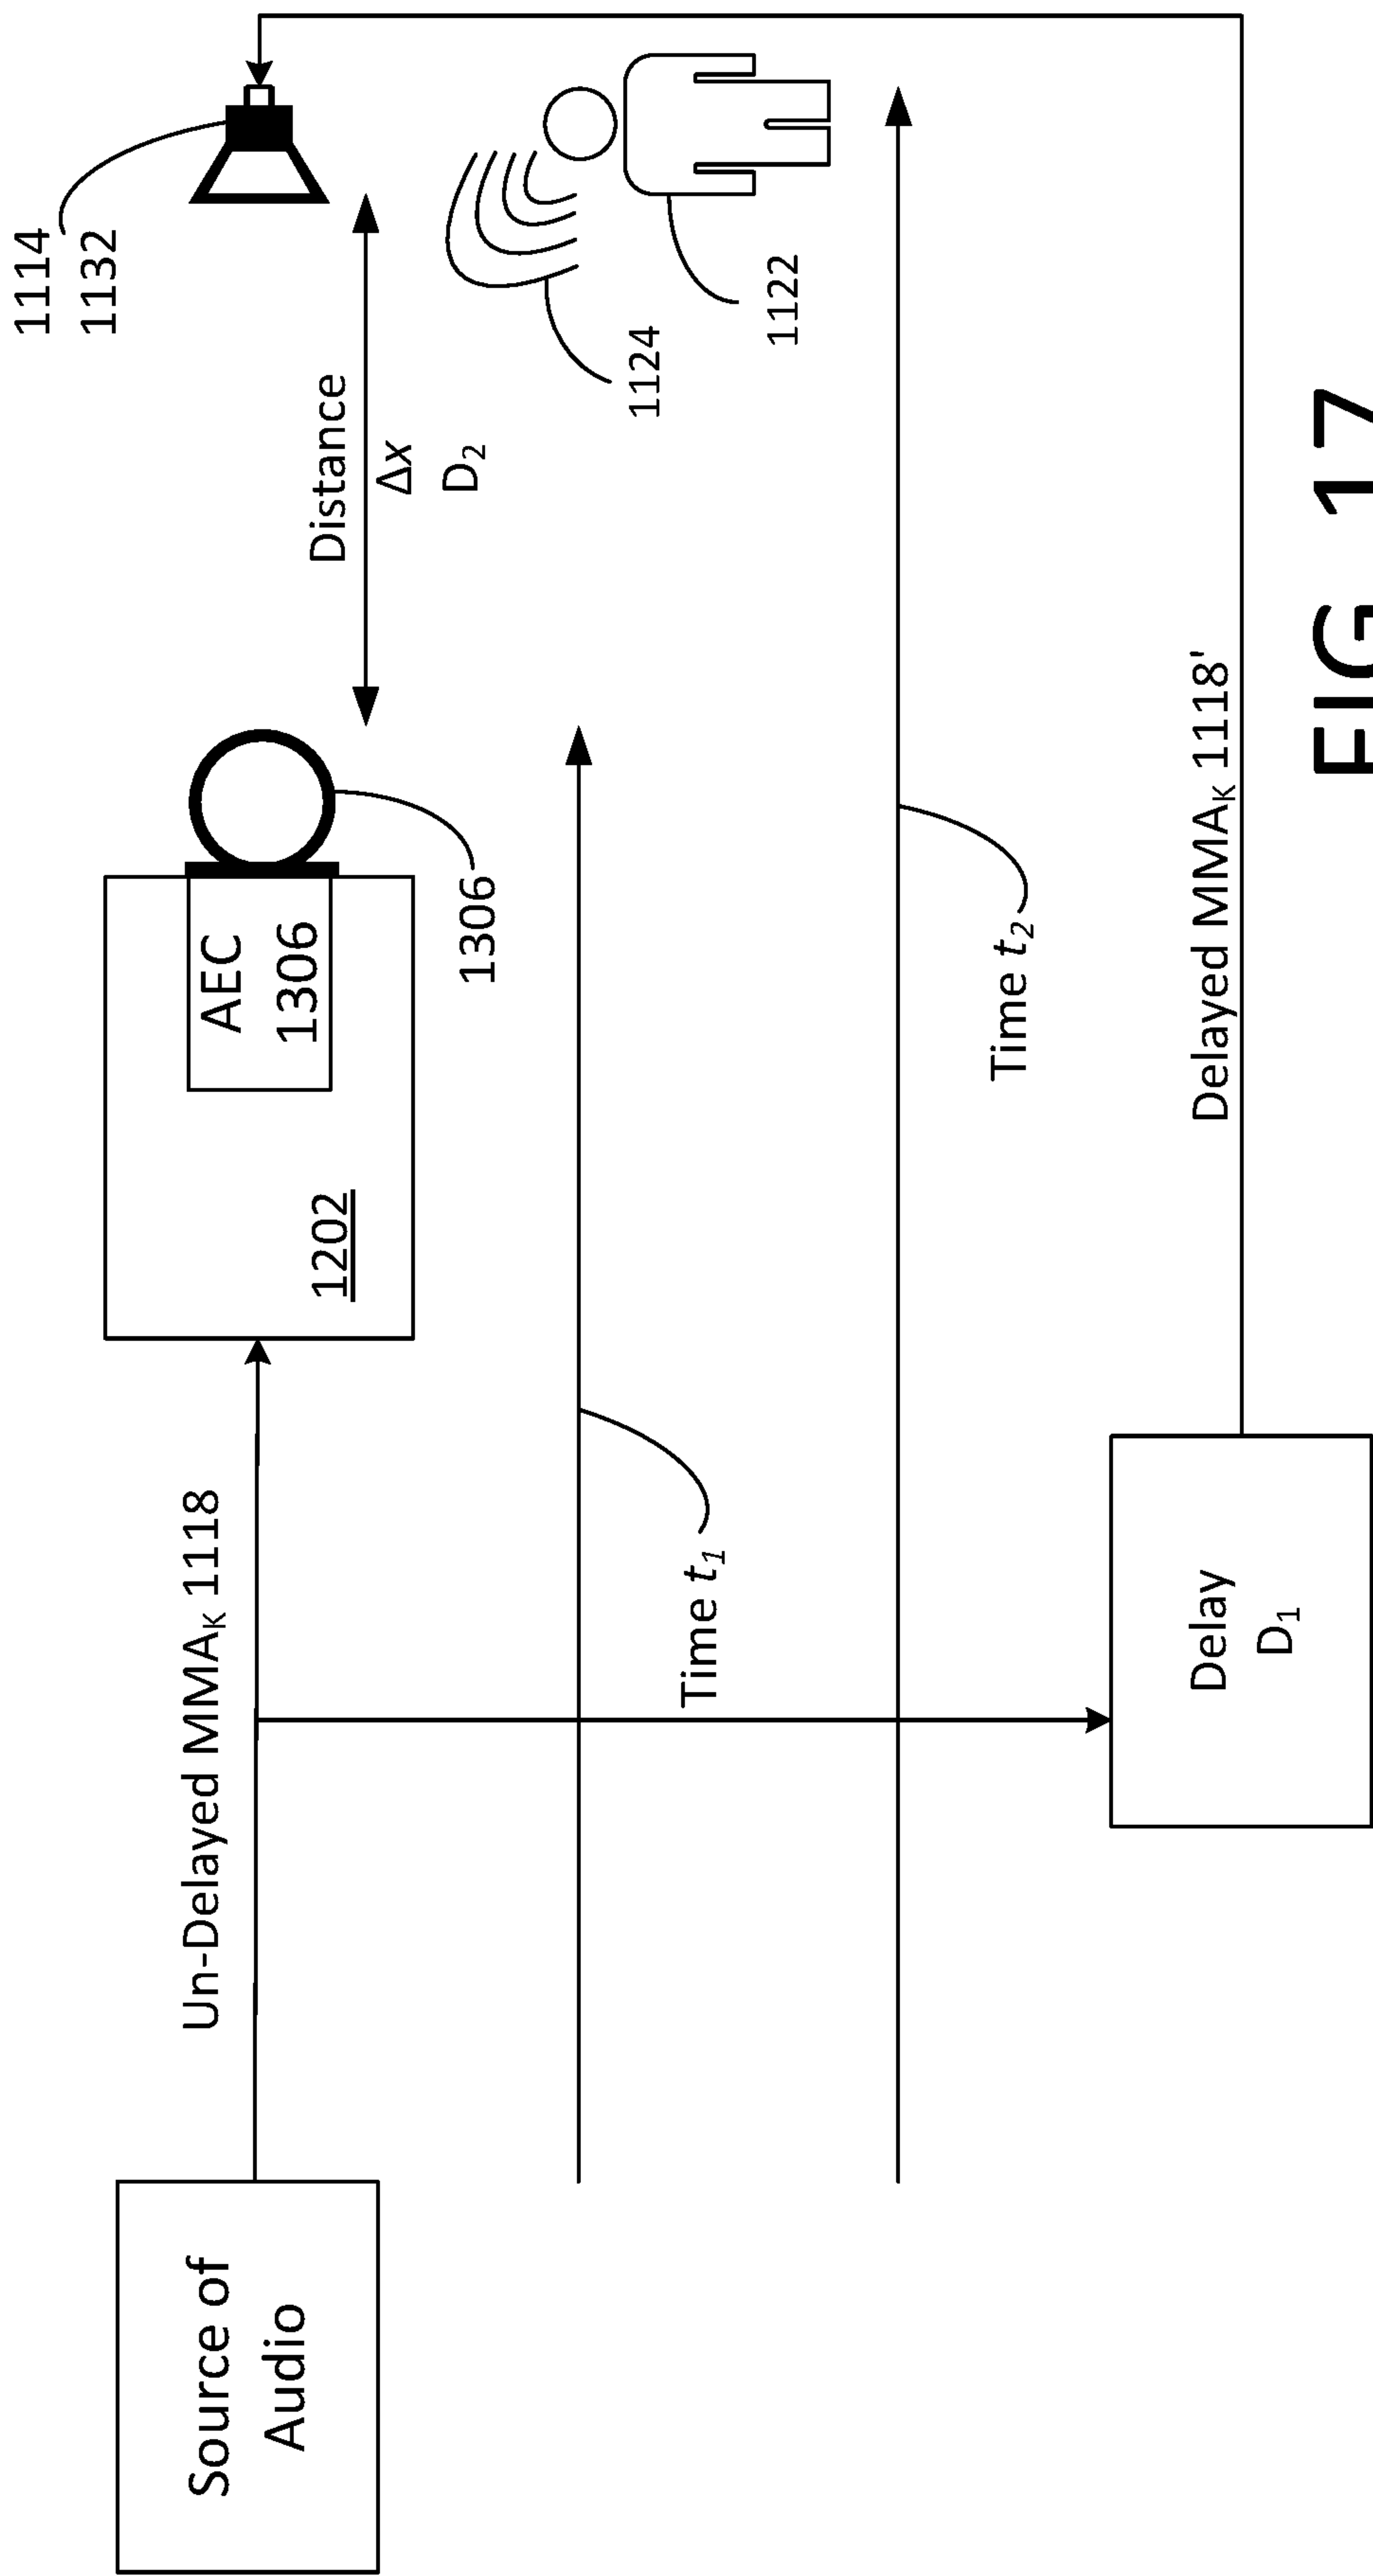 Source of
Audio
Un-Delayed MMAK 1118
1202
AEC
1306
1306
Distance
Δx
D2
1114
1132
1124
1122
Time t1
Time t2
Delay
D1
Delayed MMAK 1118'
FIG 17